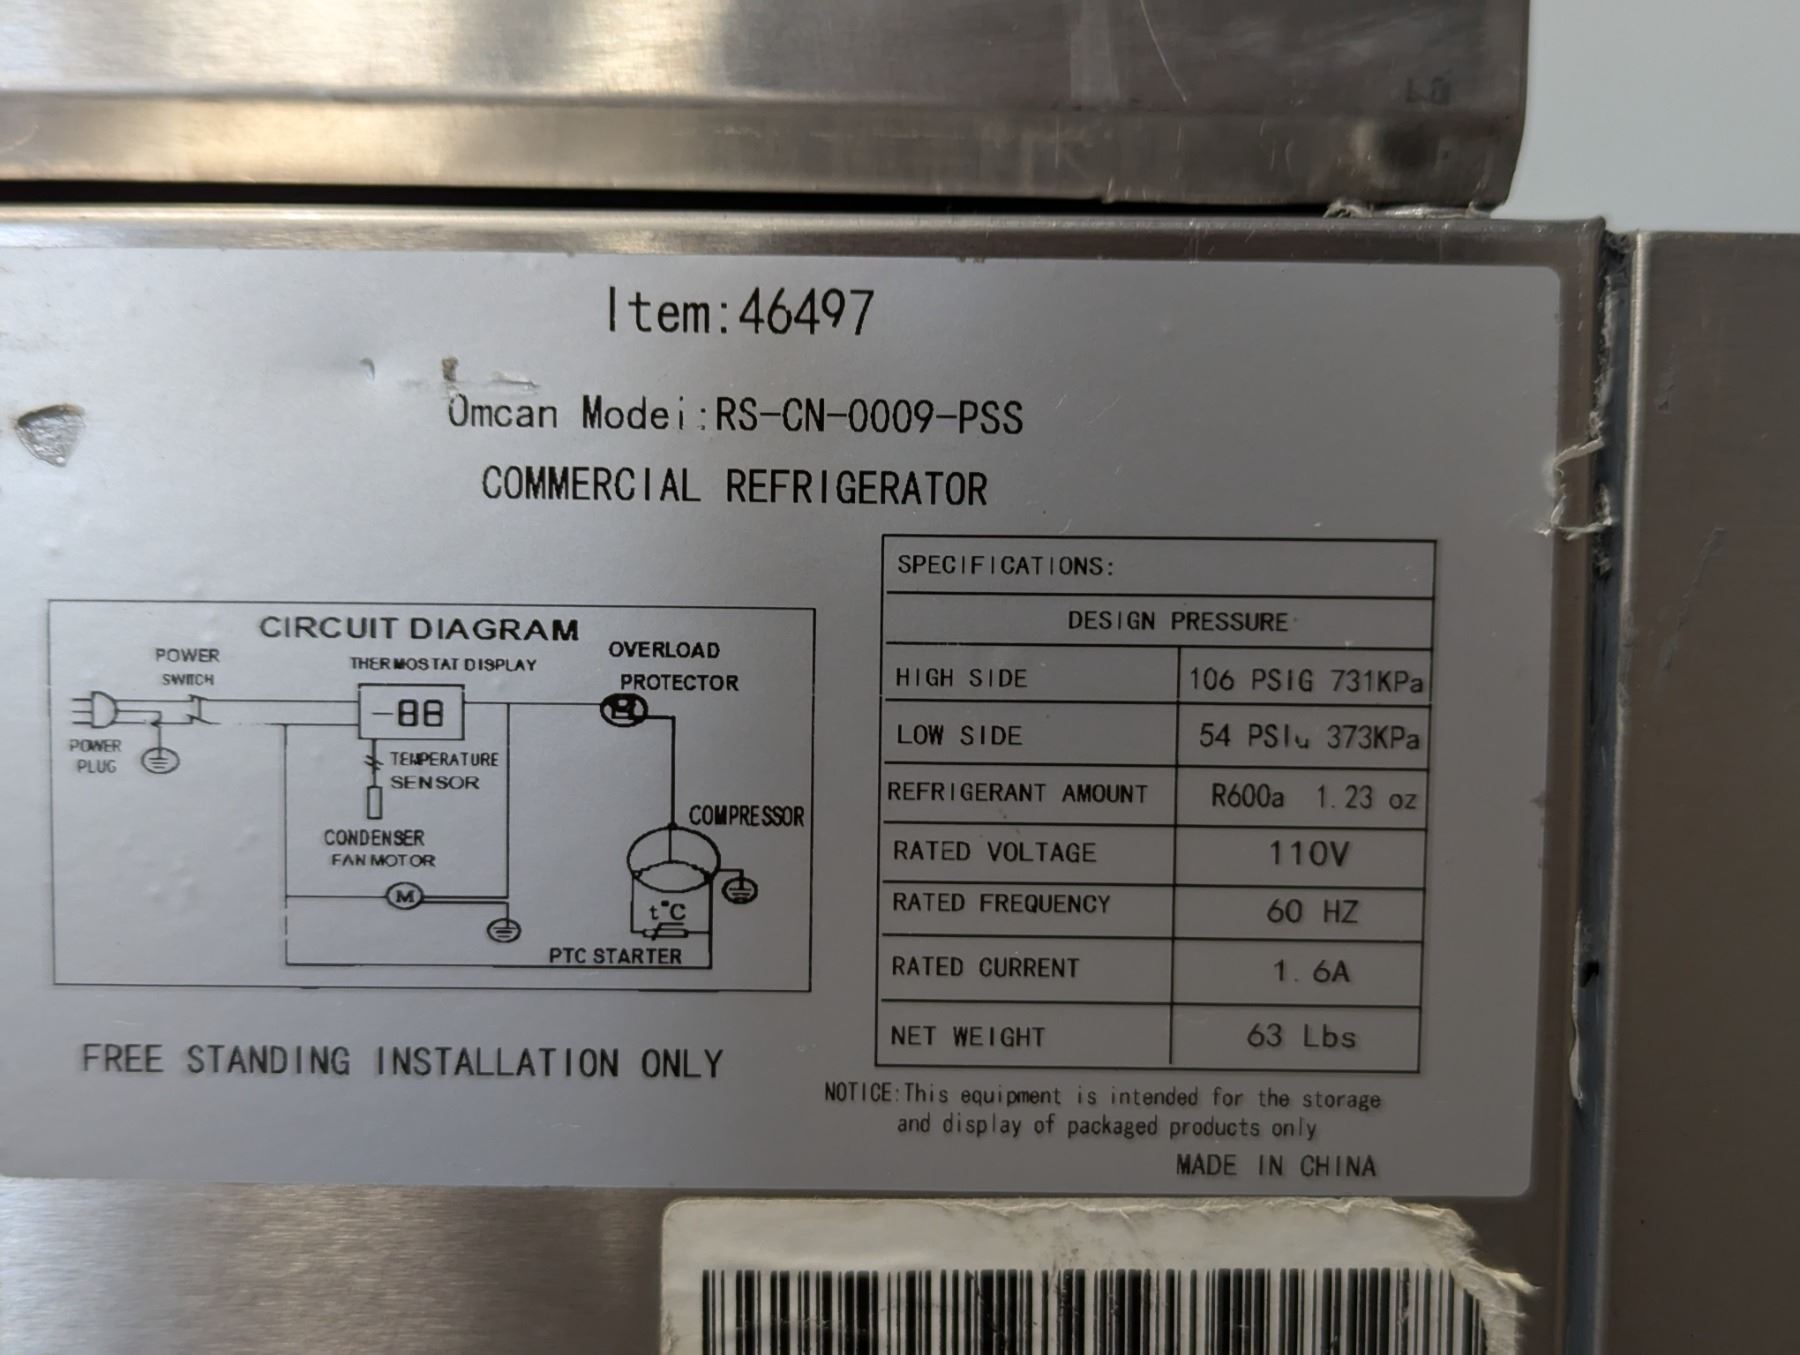 Item:46497
Omcan Modei:RS-CN-0009-PSS
COMMERCIAL REFRIGERATOR
CIRCUIT DIAGRAM
POWER
SWITCH
THERMOSTAT DISPLAY
OVERLOAD
PROTECTOR
-88
POWER
PLUG
TEMPERATURE
SENSOR
COMPRESSOR
CONDENSER
FAN MOTOR
M
t°C
PTC STARTER
FREE STANDING INSTALLATION ONLY
SPECIFICATIONS:
DESIGN PRESSURE
HIGH SIDE 106 PSIG 731KPa
LOW SIDE 54 PSIG 373KPa
REFRIGERANT AMOUNT R600a 1.23 oz
RATED VOLTAGE 110V
RATED FREQUENCY 60 HZ
RATED CURRENT 1.6A
NET WEIGHT 63 Lbs
NOTICE:This equipment is intended for the storage
and display of packaged products only
MADE IN CHINA